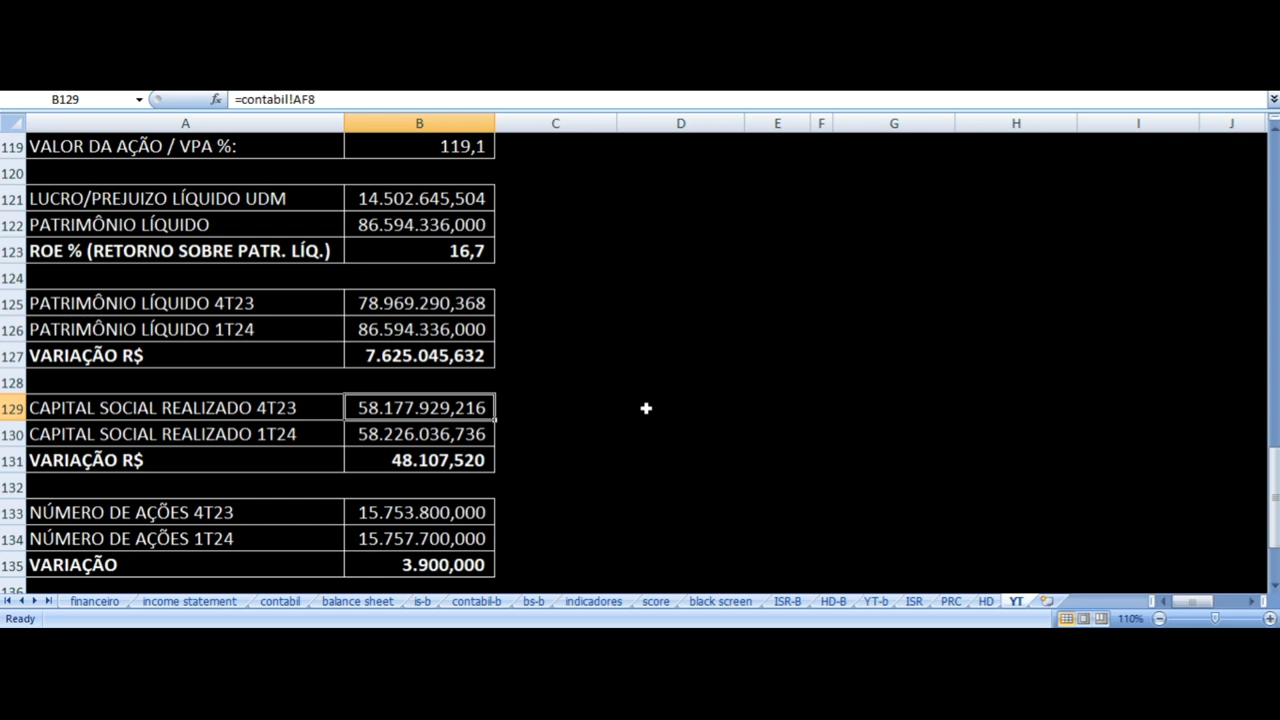 B129 fx =contabil!AF8
A B C D E F G H I J
119 VALOR DA AÇÃO / VPA %: 119,1
120
121 LUCRO/PREJUIZO LÍQUIDO UDM 14.502.645,504
122 PATRIMÔNIO LÍQUIDO 86.594.336,000
123 ROE % (RETORNO SOBRE PATR. LÍQ.) 16,7
124
125 PATRIMÔNIO LÍQUIDO 4T23 78.969.290,368
126 PATRIMÔNIO LÍQUIDO 1T24 86.594.336,000
127 VARIAÇÃO R$ 7.625.045,632
128
129 CAPITAL SOCIAL REALIZADO 4T23 58.177.929,216
130 CAPITAL SOCIAL REALIZADO 1T24 58.226.036,736
131 VARIAÇÃO R$ 48.107,520
132
133 NÚMERO DE AÇÕES 4T23 15.753.800,000
134 NÚMERO DE AÇÕES 1T24 15.757.700,000
135 VARIAÇÃO 3.900,000
136
financeiro income statement contabil balance sheet is-b contabil-b bs-b indicadores score black screen ISR-B HD-B YT-b ISR PRC HD YT
Ready 110%